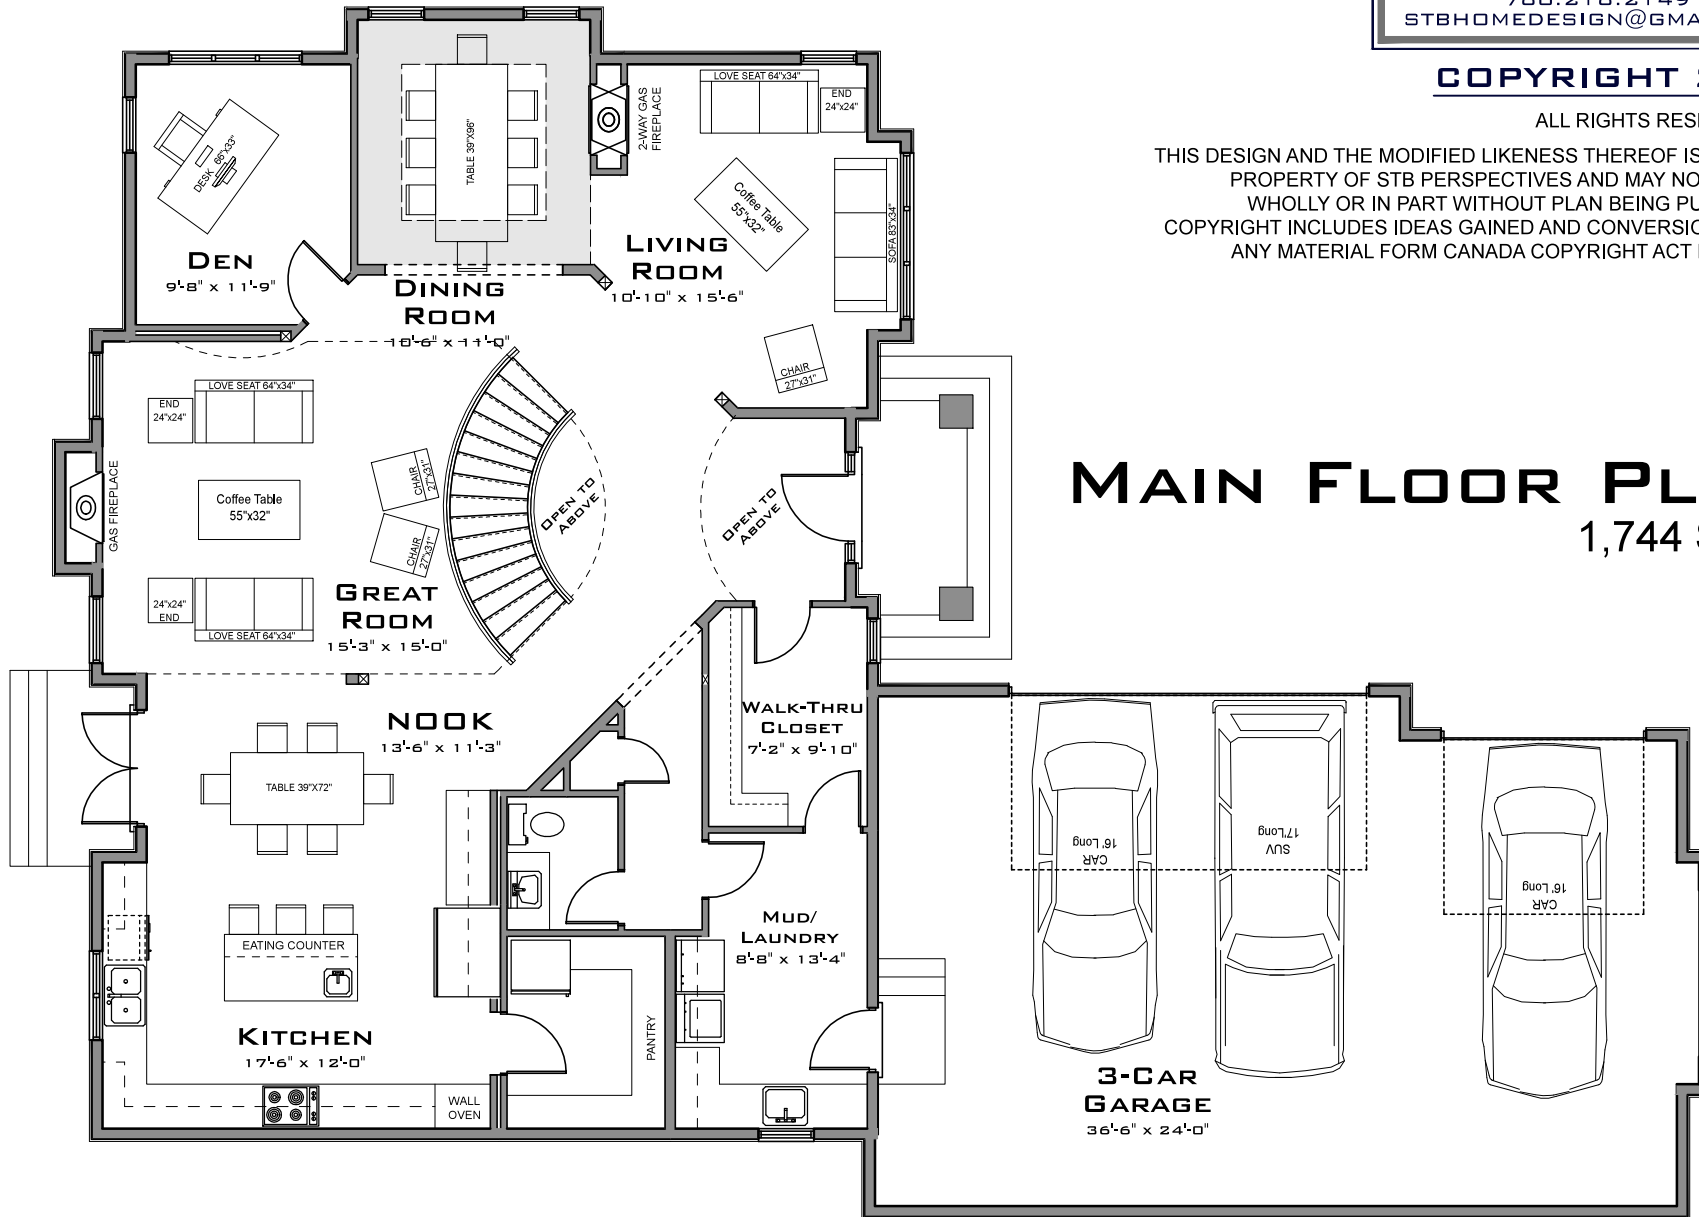 STBHOMEDESIGN@GMA
COPYRIGHT
ALL RIGHTS RES
THIS DESIGN AND THE MODIFIED LIKENESS THEREOF IS
PROPERTY OF STB PERSPECTIVES AND MAY NO
WHOLLY OR IN PART WITHOUT PLAN BEING PU
COPYRIGHT INCLUDES IDEAS GAINED AND CONVERSIO
ANY MATERIAL FORM CANADA COPYRIGHT ACT
MAIN FLOOR PL
1,744
DESK 66"x33"
DEN
9'-8" x 11'-9"
TABLE 39"X96"
DINING
ROOM
10'-6" x 11'-0"
2-WAY GAS
FIREPLACE
LOVE SEAT 64"x34"
END
24"x24"
Coffee Table
55"x32"
SOFA 83"x34"
LIVING
ROOM
10'-10" x 15'-6"
CHAIR
27"x31"
LOVE SEAT 64"x34"
END
24"x24"
GAS FIREPLACE
Coffee Table
55"x32"
CHAIR
27"x31"
CHAIR
27"x31"
OPEN TO
ABOVE
OPEN TO
ABOVE
24"x24"
END
LOVE SEAT 64"x34"
GREAT
ROOM
15'-3" x 15'-0"
NOOK
13'-6" x 11'-3"
TABLE 39"X72"
WALK-THRU
CLOSET
7'-2" x 9'-10"
EATING COUNTER
KITCHEN
17'-6" x 12'-0"
WALL
OVEN
PANTRY
MUD/
LAUNDRY
8'-8" x 13'-4"
CAR
16' Long
SUV
17' Long
CAR
16' Long
3-CAR
GARAGE
36'-6" x 24'-0"